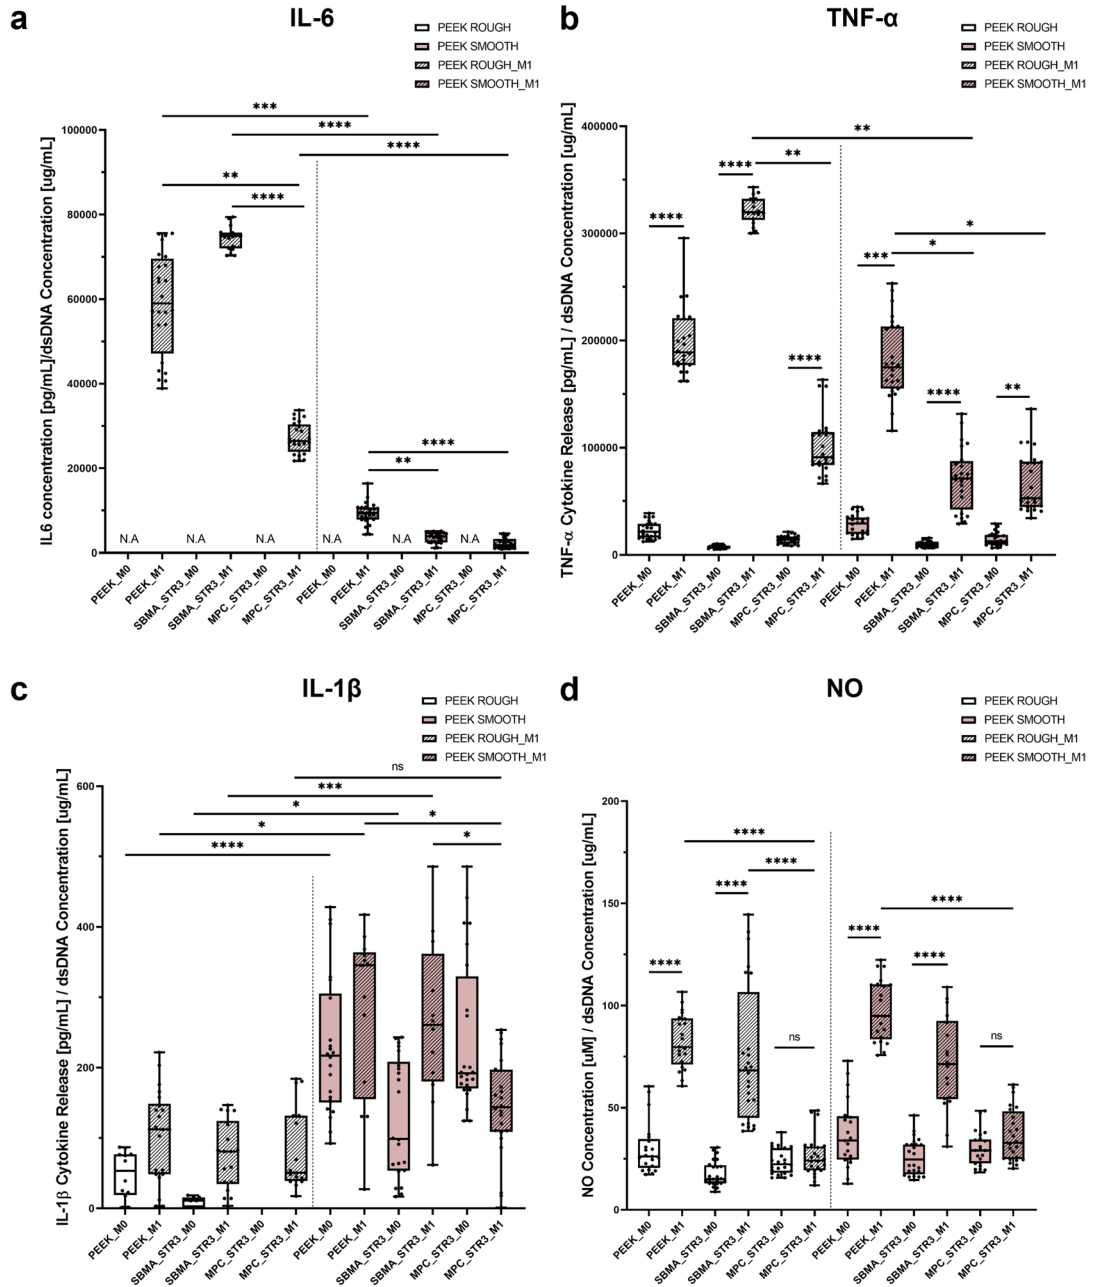 a
IL-6
PEEK ROUGH
PEEK SMOOTH
PEEK ROUGH_M1
PEEK SMOOTH_M1
IL6 concentration [pg/mL]/dsDNA Concentration [ug/mL]
100000
80000
60000
40000
20000
0
***
****
****
**
****
****
**
N.A
N.A
N.A
N.A
N.A
N.A
PEEK_M0
PEEK_M1
SBMA_STR3_M0
SBMA_STR3_M1
MPC_STR3_M0
MPC_STR3_M1
PEEK_M0
PEEK_M1
SBMA_STR3_M0
SBMA_STR3_M1
MPC_STR3_M0
MPC_STR3_M1
b
TNF-α
PEEK ROUGH
PEEK SMOOTH
PEEK ROUGH_M1
PEEK SMOOTH_M1
TNF-α Cytokine Release [pg/mL] / dsDNA Concentration [ug/mL]
400000
300000
200000
100000
0
**
**
****
****
*
*
***
****
****
**
PEEK_M0
PEEK_M1
SBMA_STR3_M0
SBMA_STR3_M1
MPC_STR3_M0
MPC_STR3_M1
PEEK_M0
PEEK_M1
SBMA_STR3_M0
SBMA_STR3_M1
MPC_STR3_M0
MPC_STR3_M1
c
IL-1β
PEEK ROUGH
PEEK SMOOTH
PEEK ROUGH_M1
PEEK SMOOTH_M1
IL-1β Cytokine Release [pg/mL] / dsDNA Concentration [ug/mL]
600
400
200
0
ns
***
*
*
*
*
****
PEEK_M0
PEEK_M1
SBMA_STR3_M0
SBMA_STR3_M1
MPC_STR3_M0
MPC_STR3_M1
PEEK_M0
PEEK_M1
SBMA_STR3_M0
SBMA_STR3_M1
MPC_STR3_M0
MPC_STR3_M1
d
NO
PEEK ROUGH
PEEK SMOOTH
PEEK ROUGH_M1
PEEK SMOOTH_M1
NO Concentration [uM] / dsDNA Concentration [ug/mL]
200
150
100
50
0
****
****
****
****
****
****
****
ns
ns
PEEK_M0
PEEK_M1
SBMA_STR3_M0
SBMA_STR3_M1
MPC_STR3_M0
MPC_STR3_M1
PEEK_M0
PEEK_M1
SBMA_STR3_M0
SBMA_STR3_M1
MPC_STR3_M0
MPC_STR3_M1